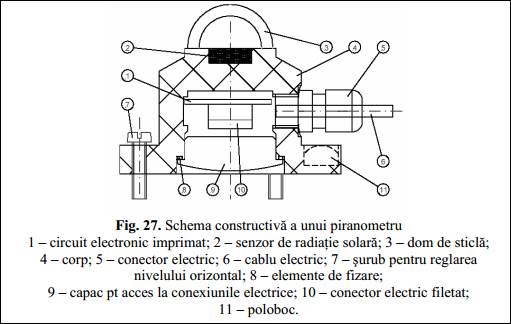 2
3
4
5
1
7
6
8
9
10
11
Fig. 27. Schema constructivă a unui piranometru
1 – circuit electronic imprimat; 2 – senzor de radiație solară; 3 – dom de sticlă;
4 – corp; 5 – conector electric; 6 – cablu electric; 7 – șurub pentru reglarea
nivelului orizontal; 8 – elemente de fizare;
9 – capac pt acces la conexiunile electrice; 10 – conector electric filetat;
11 – poloboc.